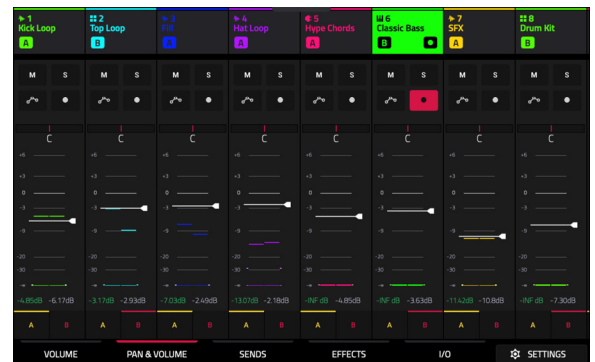 1 2 3 4 5 6 7 8
Kick Loop Top Loop Fill Hat Loop Hype Chords Classic Bass SFX Drum Kit
A B A A A B A B
M S M S M S M S M S M S M S M S
C C C C C C C C
+6 +6 +6 +6 +6 +6 +6 +6
+3 +3 +3 +3 +3 +3 +3 +3
0 0 0 0 0 0 0 0
-3 -3 -3 -3 -3 -3 -3 -3
-9 -9 -9 -9 -9 -9 -9 -9
-20 -20 -20 -20 -20 -20 -20 -20
-30 -30 -30 -30 -30 -30 -30 -30
-∞ -∞ -∞ -∞ -∞ -∞ -∞ -∞
-4.85dB -6.17dB -3.17dB -2.93dB -7.03dB -2.49dB -13.07dB -2.18dB -INF dB -4.85dB -INF dB -3.63dB -11.42dB -10.8dB -INF dB -7.30dB
A B A B A B A B A B A B A B A B
VOLUME PAN & VOLUME SENDS EFFECTS I/O SETTINGS